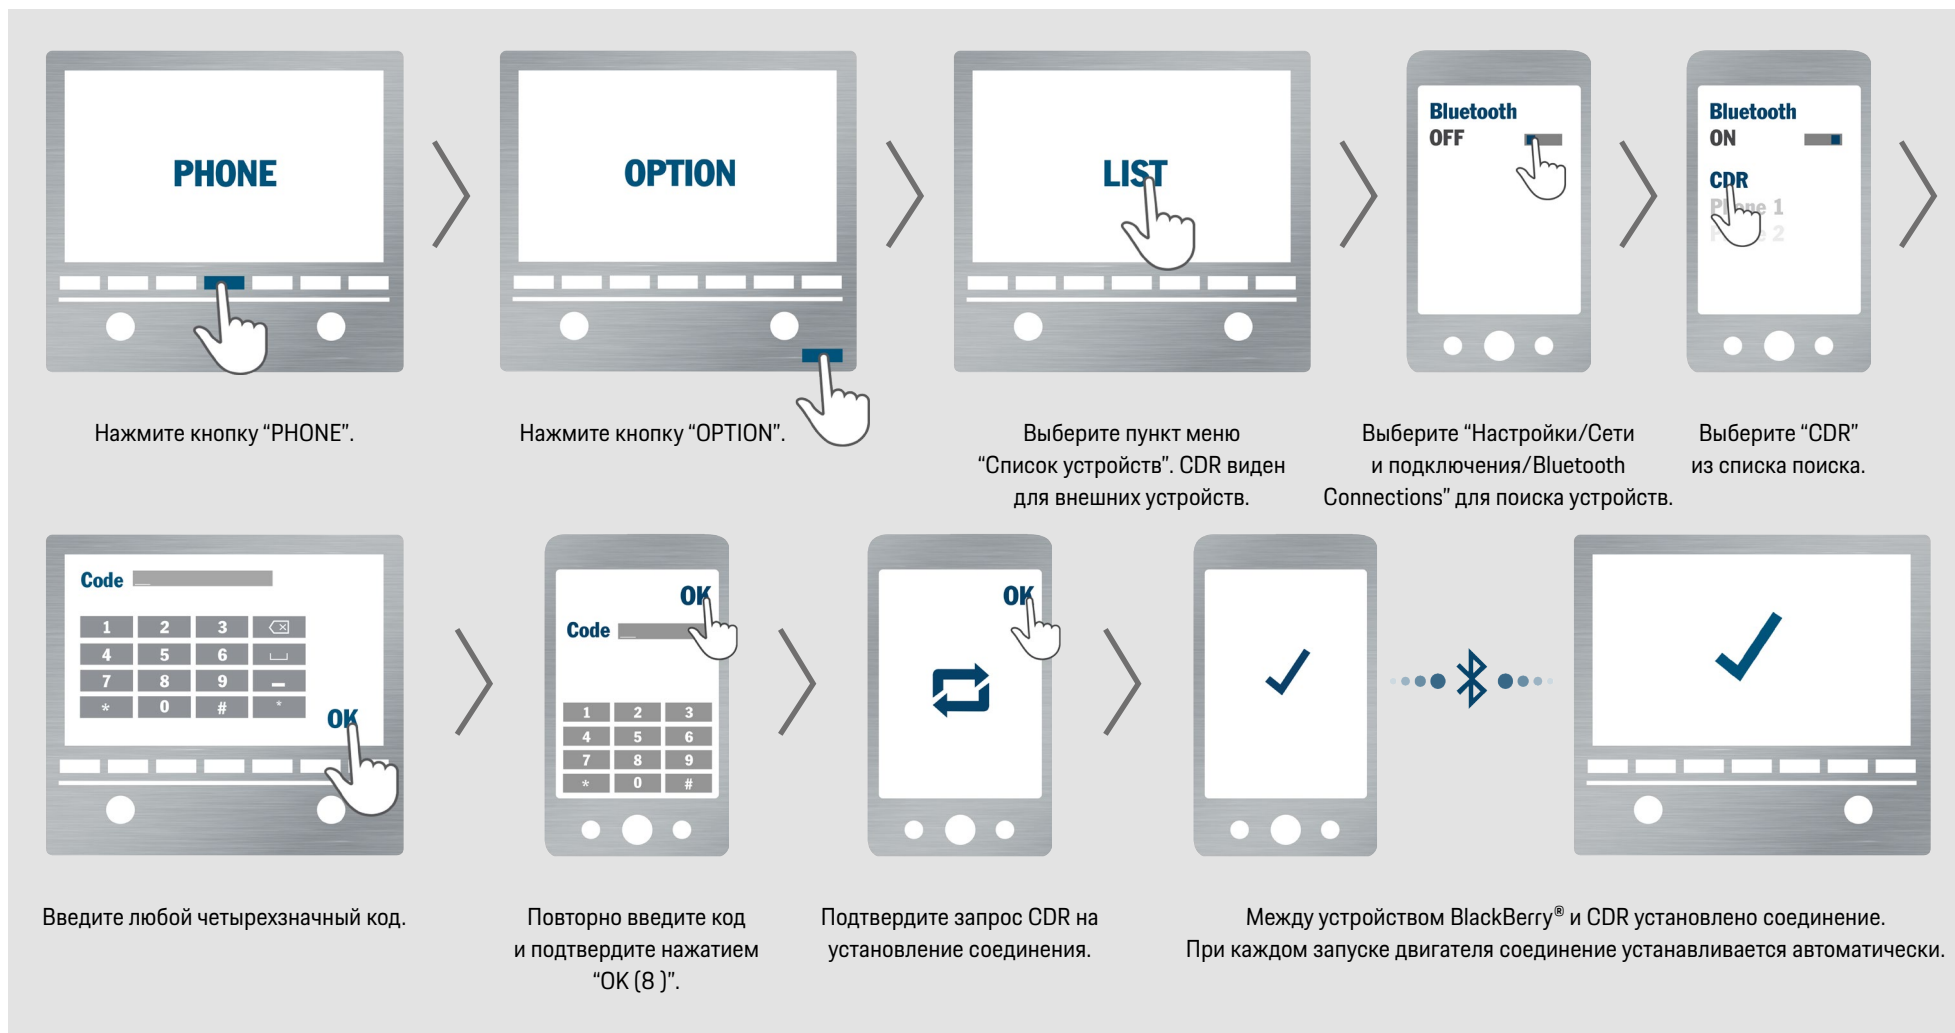 PHONE
Нажмите кнопку “PHONE”.
OPTION
Нажмите кнопку “OPTION”.
LIST
Выберите пункт меню
“Список устройств”. CDR виден
для внешних устройств.
Bluetooth
OFF
Выберите “Настройки/Сети
и подключения/Bluetooth
Connections” для поиска устройств.
Bluetooth
ON
CDR
Phone 1
2
Выберите “CDR”
из списка поиска.
Code
1 2 3
4 5 6
7 8 9
* 0 # *
OK
Введите любой четырехзначный код.
OK
Code
1 2 3
4 5 6
7 8 9
* 0 #
Повторно введите код
и подтвердите нажатием
“OK (8 )”.
OK
Подтвердите запрос CDR на
установление соединения.
Между устройством BlackBerry® и CDR установлено соединение.
При каждом запуске двигателя соединение устанавливается автоматически.